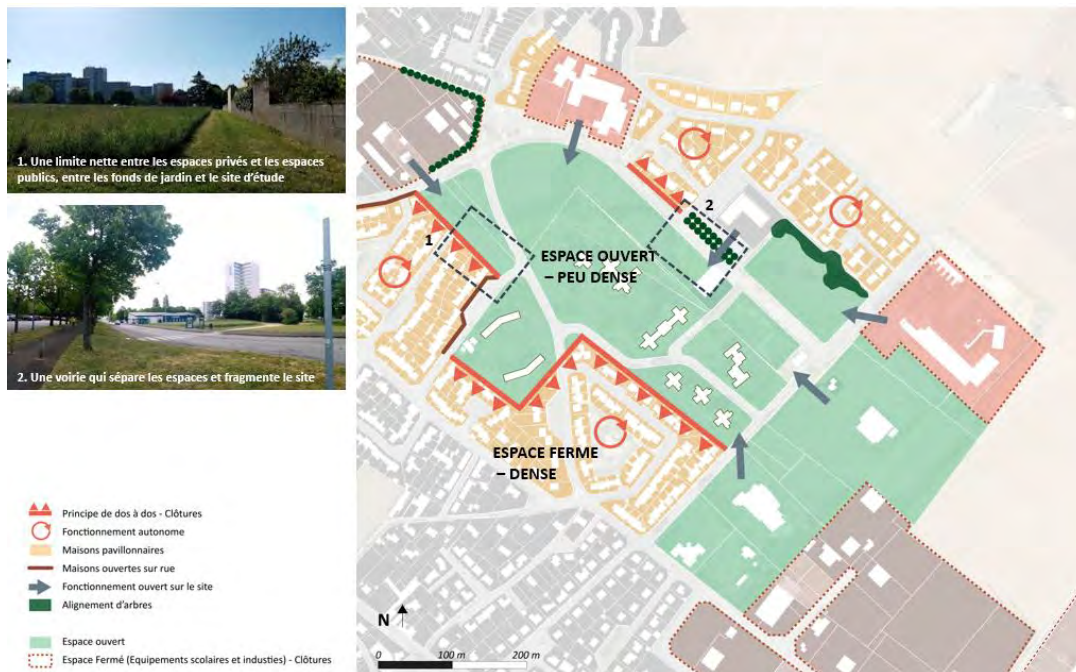 1. Une limite nette entre les espaces privés et les espaces
publics, entre les fonds de jardin et le site d'étude
2. Une voirie qui sépare les espaces et fragmente le site
1
2
ESPACE OUVERT
– PEU DENSE
ESPACE FERME
– DENSE
Principe de dos à dos - Clôtures
Fonctionnement autonome
Maisons pavillonnaires
Maisons ouvertes sur rue
Fonctionnement ouvert sur le site
Alignement d'arbres
Espace ouvert
Espace Fermé (Equipements scolaires et industies) - Clôtures
N
0 100 m 200 m